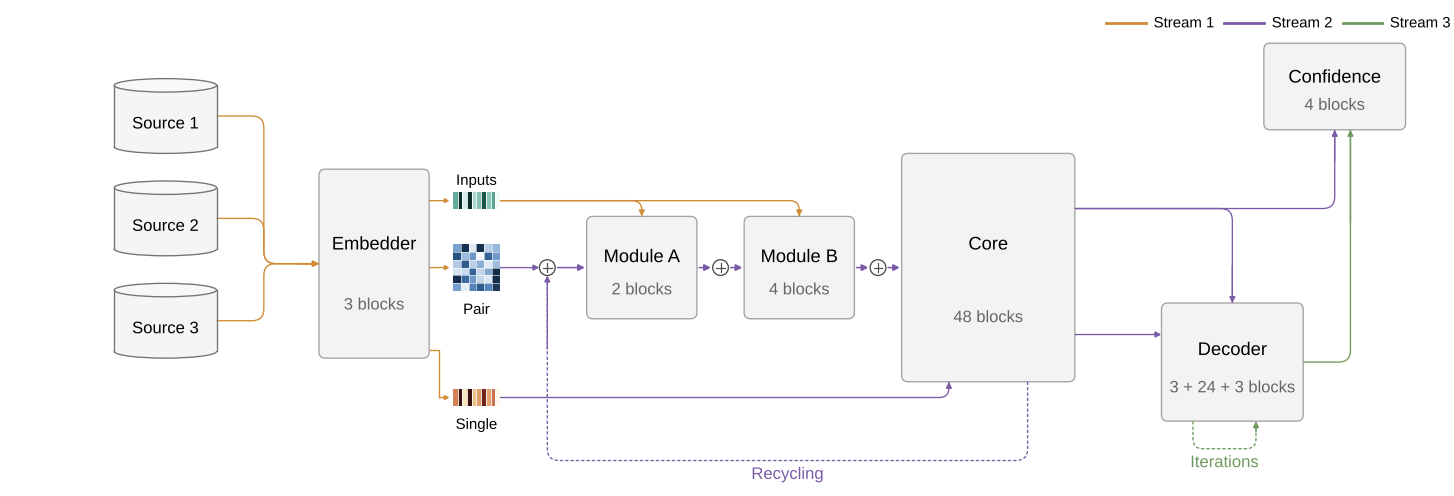 Stream 1
Stream 2
Stream 3
Confidence
4 blocks
Source 1
Source 2
Source 3
Embedder
3 blocks
Inputs
Pair
Single
Module A
2 blocks
Module B
4 blocks
Core
48 blocks
Decoder
3 + 24 + 3 blocks
Iterations
Recycling